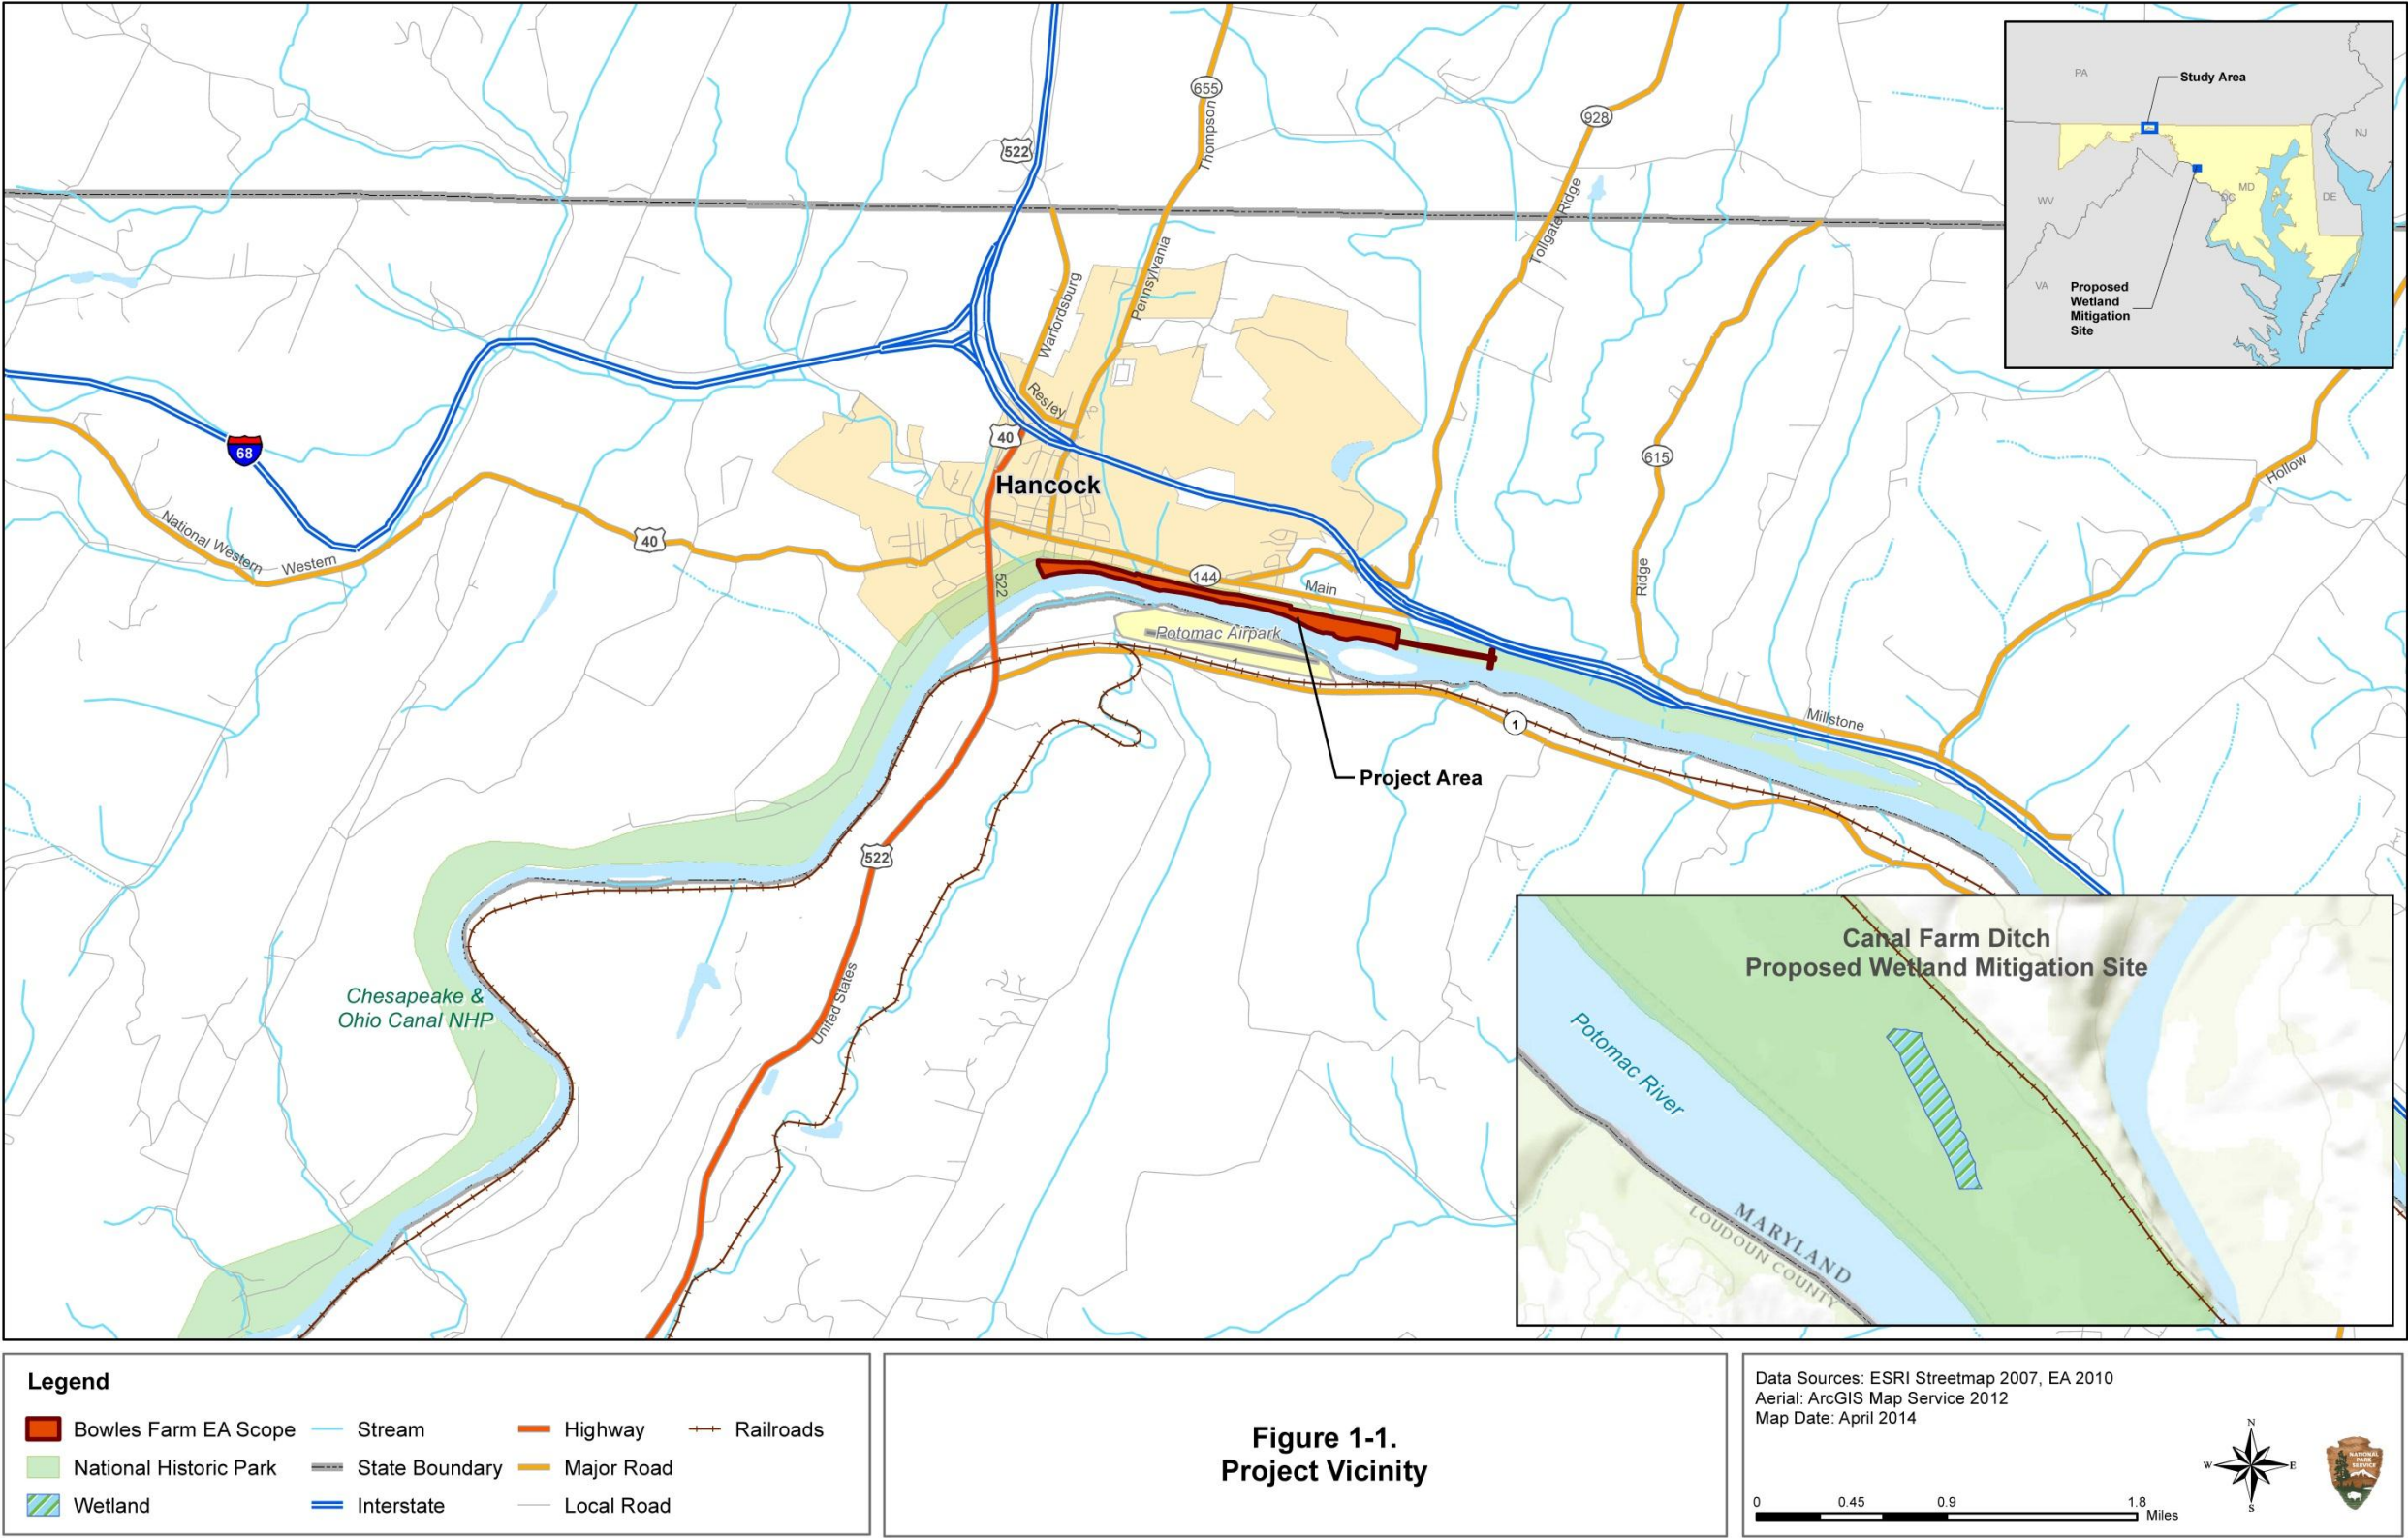 655
928
522
Thompson
Tollgate Ridge
Warfordsburg
Pennsylvania
Resley
40
68
615
Hancock
Hollow
National Western
Western
40
522
144
Main
Ridge
Potomac Airpark
1
Millstone
1
Project Area
522
United States
Chesapeake &
Ohio Canal NHP
PA
Study Area
NJ
MD
WV
DC
DE
VA
Proposed
Wetland
Mitigation
Site
Canal Farm Ditch
Proposed Wetland Mitigation Site
Potomac River
MARYLAND
LOUDOUN COUNTY
Legend
Bowles Farm EA Scope
Stream
Highway
Railroads
National Historic Park
State Boundary
Major Road
Wetland
Interstate
Local Road
Figure 1-1.
Project Vicinity
Data Sources: ESRI Streetmap 2007, EA 2010
Aerial: ArcGIS Map Service 2012
Map Date: April 2014
N
W
E
S
NATIONAL
PARK
SERVICE
0 0.45 0.9 1.8
Miles